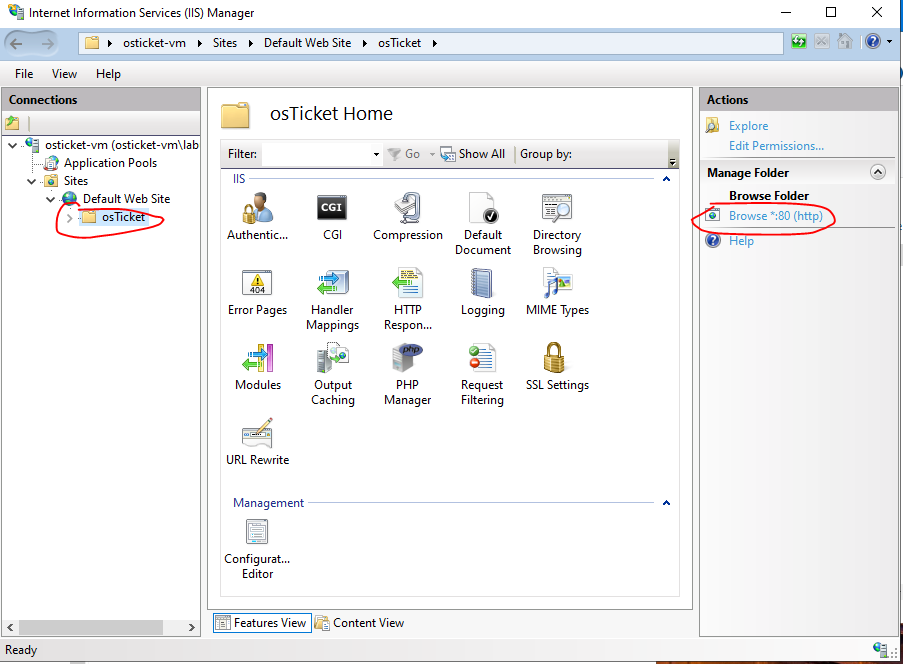 Internet Information Services (IIS) Manager
osticket-vm
Sites
Default Web Site
osTicket
File View Help
Connections
osticket-vm (osticket-vm\lab
Application Pools
Sites
Default Web Site
osTicket
osTicket Home
Filter: Go Show All Group by:
IIS
Authentic...
CGI
Compression
Default
Document
Directory
Browsing
Error Pages
Handler
Mappings
HTTP
Respon...
Logging
MIME Types
Modules
Output
Caching
PHP
Manager
Request
Filtering
SSL Settings
URL Rewrite
Management
Configurat...
Editor
Features View
Content View
Actions
Explore
Edit Permissions...
Manage Folder
Browse Folder
Browse *:80 (http)
Help
Ready
CGI
404
php